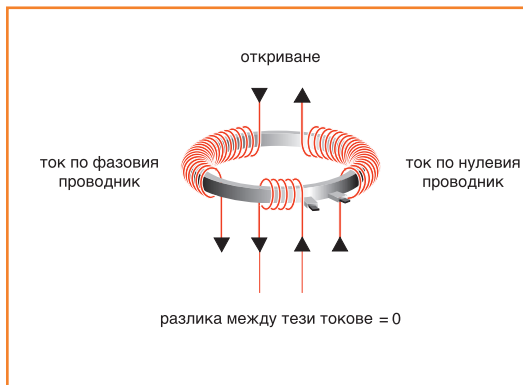 откриване
ток по фазовия
проводник
ток по нулевия
проводник
разлика между тези токове = 0